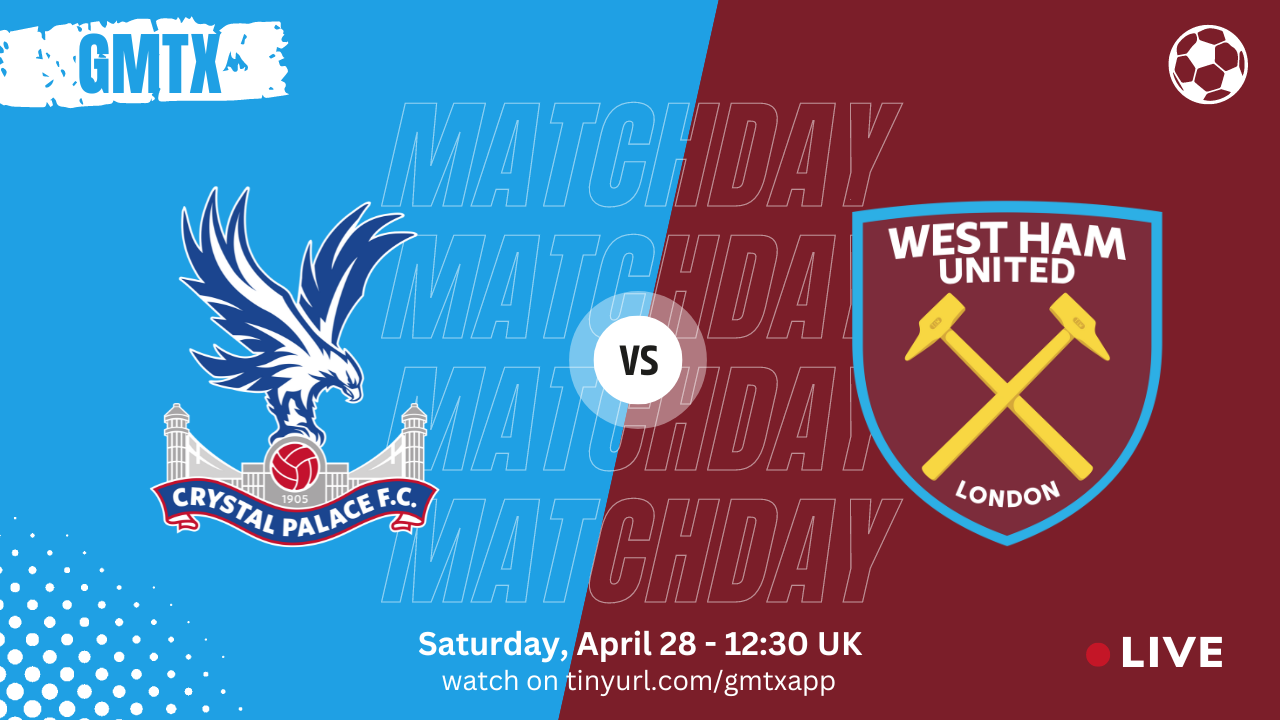 GMTX
MATCHDAY
MATCHDAY
MATCHDAY
MATCHDAY
WEST HAM
UNITED
VS
1905
CRYSTAL PALACE F.C.
LONDON
Saturday, April 28 - 12:30 UK
watch on tinyurl.com/gmtxapp
LIVE